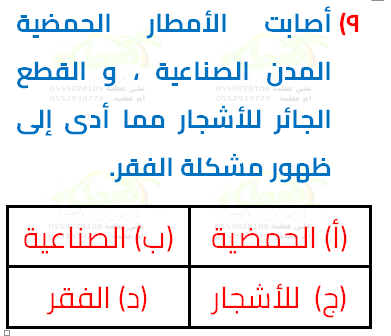 ٩) أصابت الأمطار الحمضية
المدن الصناعية ، و القطع
الجائر للأشجار مما أدى إلى
ظهور مشكلة الفقر.
(أ) الحمضية (ب) الصناعية
(ج) للأشجار (د) الفقر